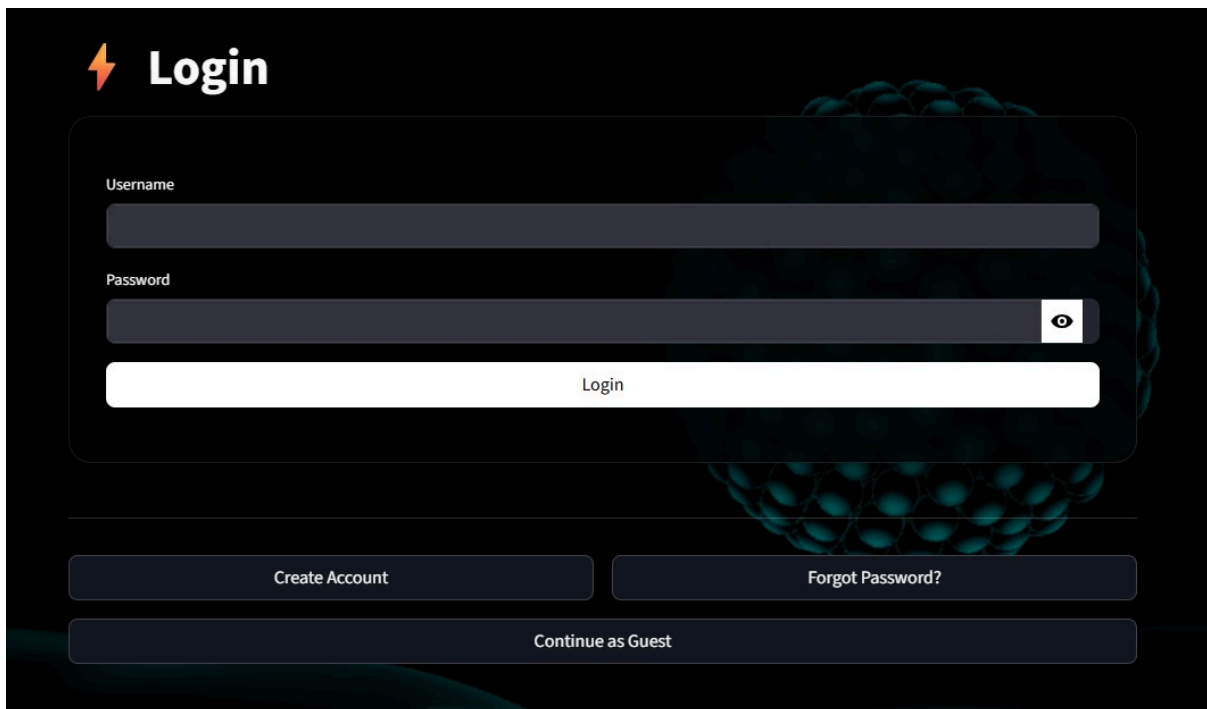 Login
Username
Password
Login
Create Account
Forgot Password?
Continue as Guest